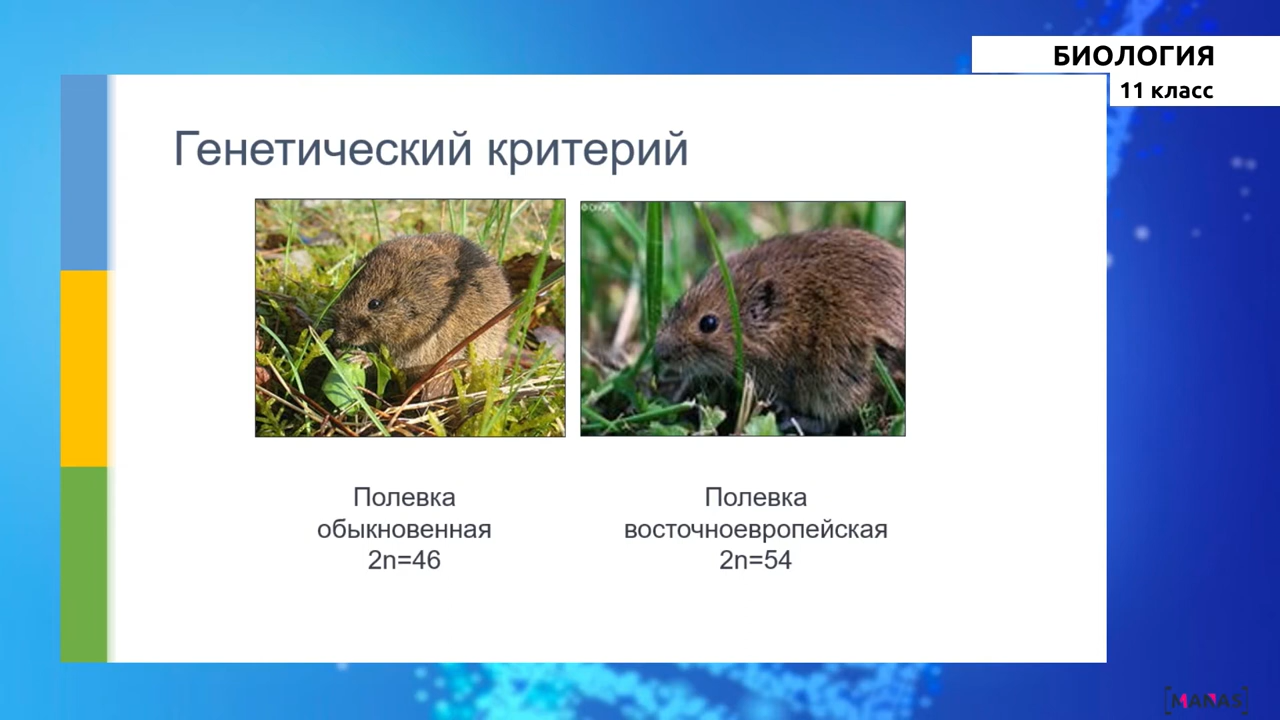 БИОЛОГИЯ
11 класс
Генетический критерий
Полевка
обыкновенная
2n=46
Полевка
восточноевропейская
2n=54
[MANAS]